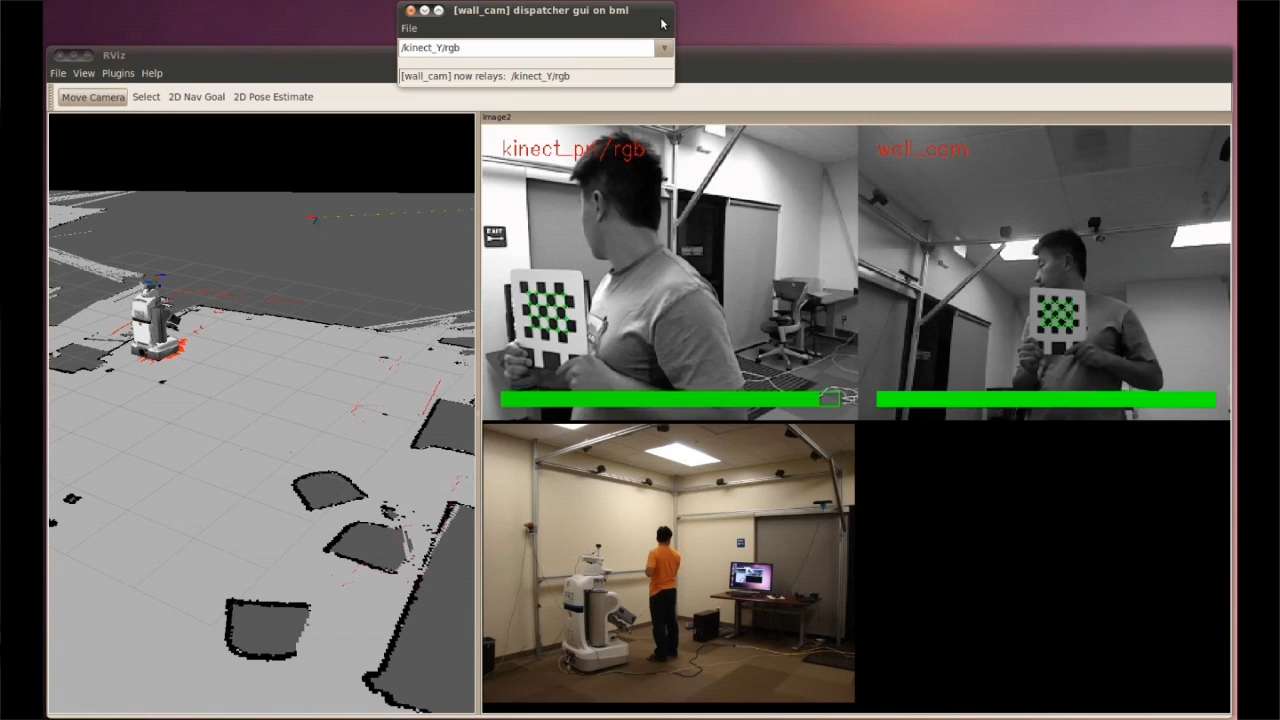 [wall_cam] dispatcher gui on bml
File
/kinect_Y/rgb
[wall_cam] now relays: /kinect_Y/rgb
RViz
File View Plugins Help
Move Camera Select 2D Nav Goal 2D Pose Estimate
Image2
kinect_pr/rgb
wall_cam
EXIT